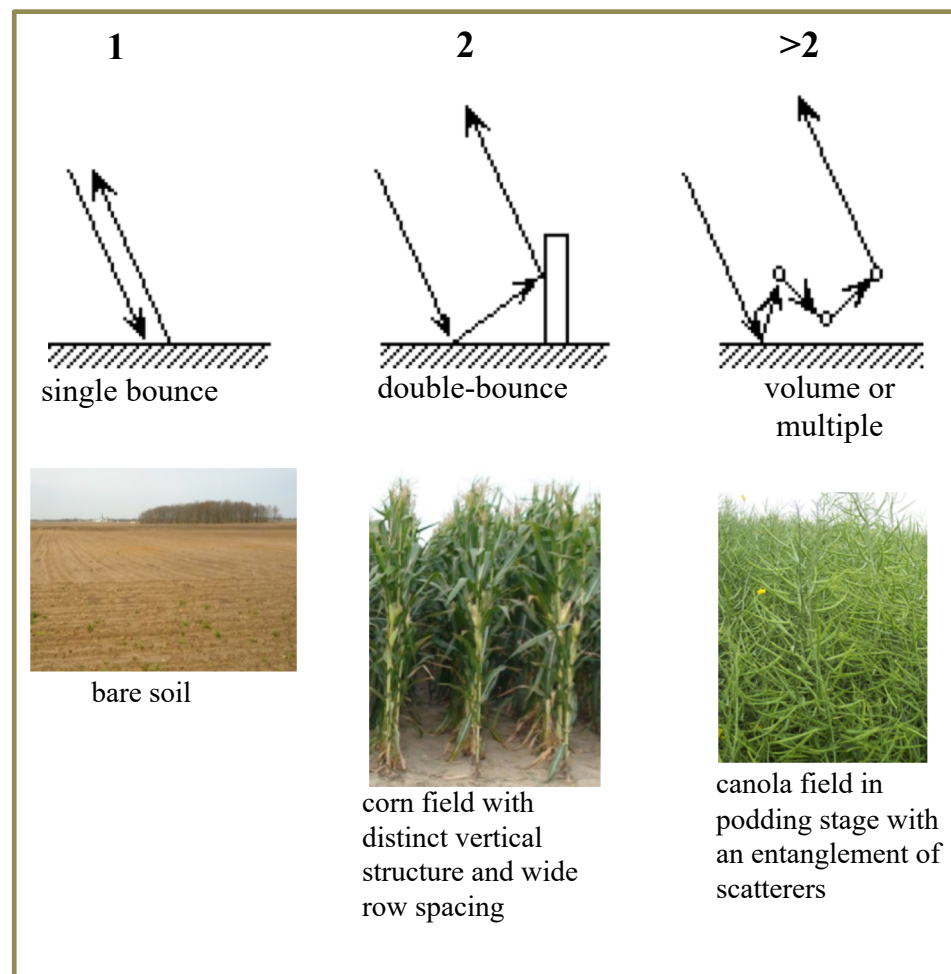 1
2
>2
single bounce
double-bounce
volume or
multiple
bare soil
corn field with
distinct vertical
structure and wide
row spacing
canola field in
podding stage with
an entanglement of
scatterers